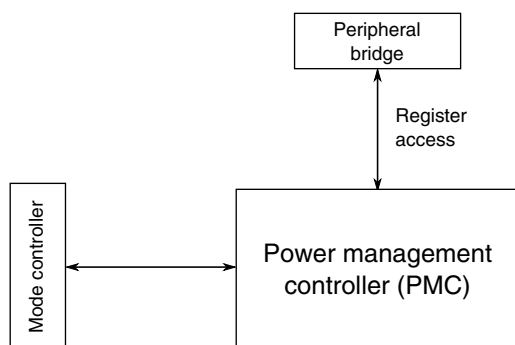 Peripheral
bridge
Register
access
Mode controller
Power management
controller (PMC)